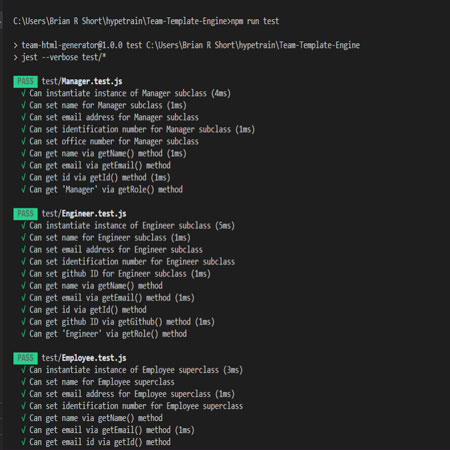 C:\Users\Brian R Short\hypetrain\Team-Template-Engine>npm run test
> team-html-generator@1.0.0 test C:\Users\Brian R Short\hypetrain\Team-Template-Engine
> jest --verbose test/*
PASS test/Manager.test.js
√ Can instantiate instance of Manager subclass (4ms)
√ Can set name for Manager subclass (1ms)
√ Can set email address for Manager subclass
√ Can set identification number for Manager subclass (1ms)
√ Can set office number for Manager subclass
√ Can get name via getName() method (1ms)
√ Can get email via getEmail() method
√ Can get id via getId() method (1ms)
√ Can get 'Manager' via getRole() method
PASS test/Engineer.test.js
√ Can instantiate instance of Engineer subclass (5ms)
√ Can set name for Engineer subclass (1ms)
√ Can set email address for Engineer subclass
√ Can set identification number for Engineer subclass
√ Can set github ID for Engineer subclass (1ms)
√ Can get name via getName() method
√ Can get email via getEmail() method (1ms)
√ Can get id via getId() method
√ Can get github ID via getGithub() method (1ms)
√ Can get 'Engineer' via getRole() method
PASS test/Employee.test.js
√ Can instantiate instance of Employee superclass (3ms)
√ Can set name for Employee superclass
√ Can set email address for Employee superclass (1ms)
√ Can set identification number for Employee superclass
√ Can get name via getName() method
√ Can get email via getEmail() method (1ms)
√ Can get email id via getId() method